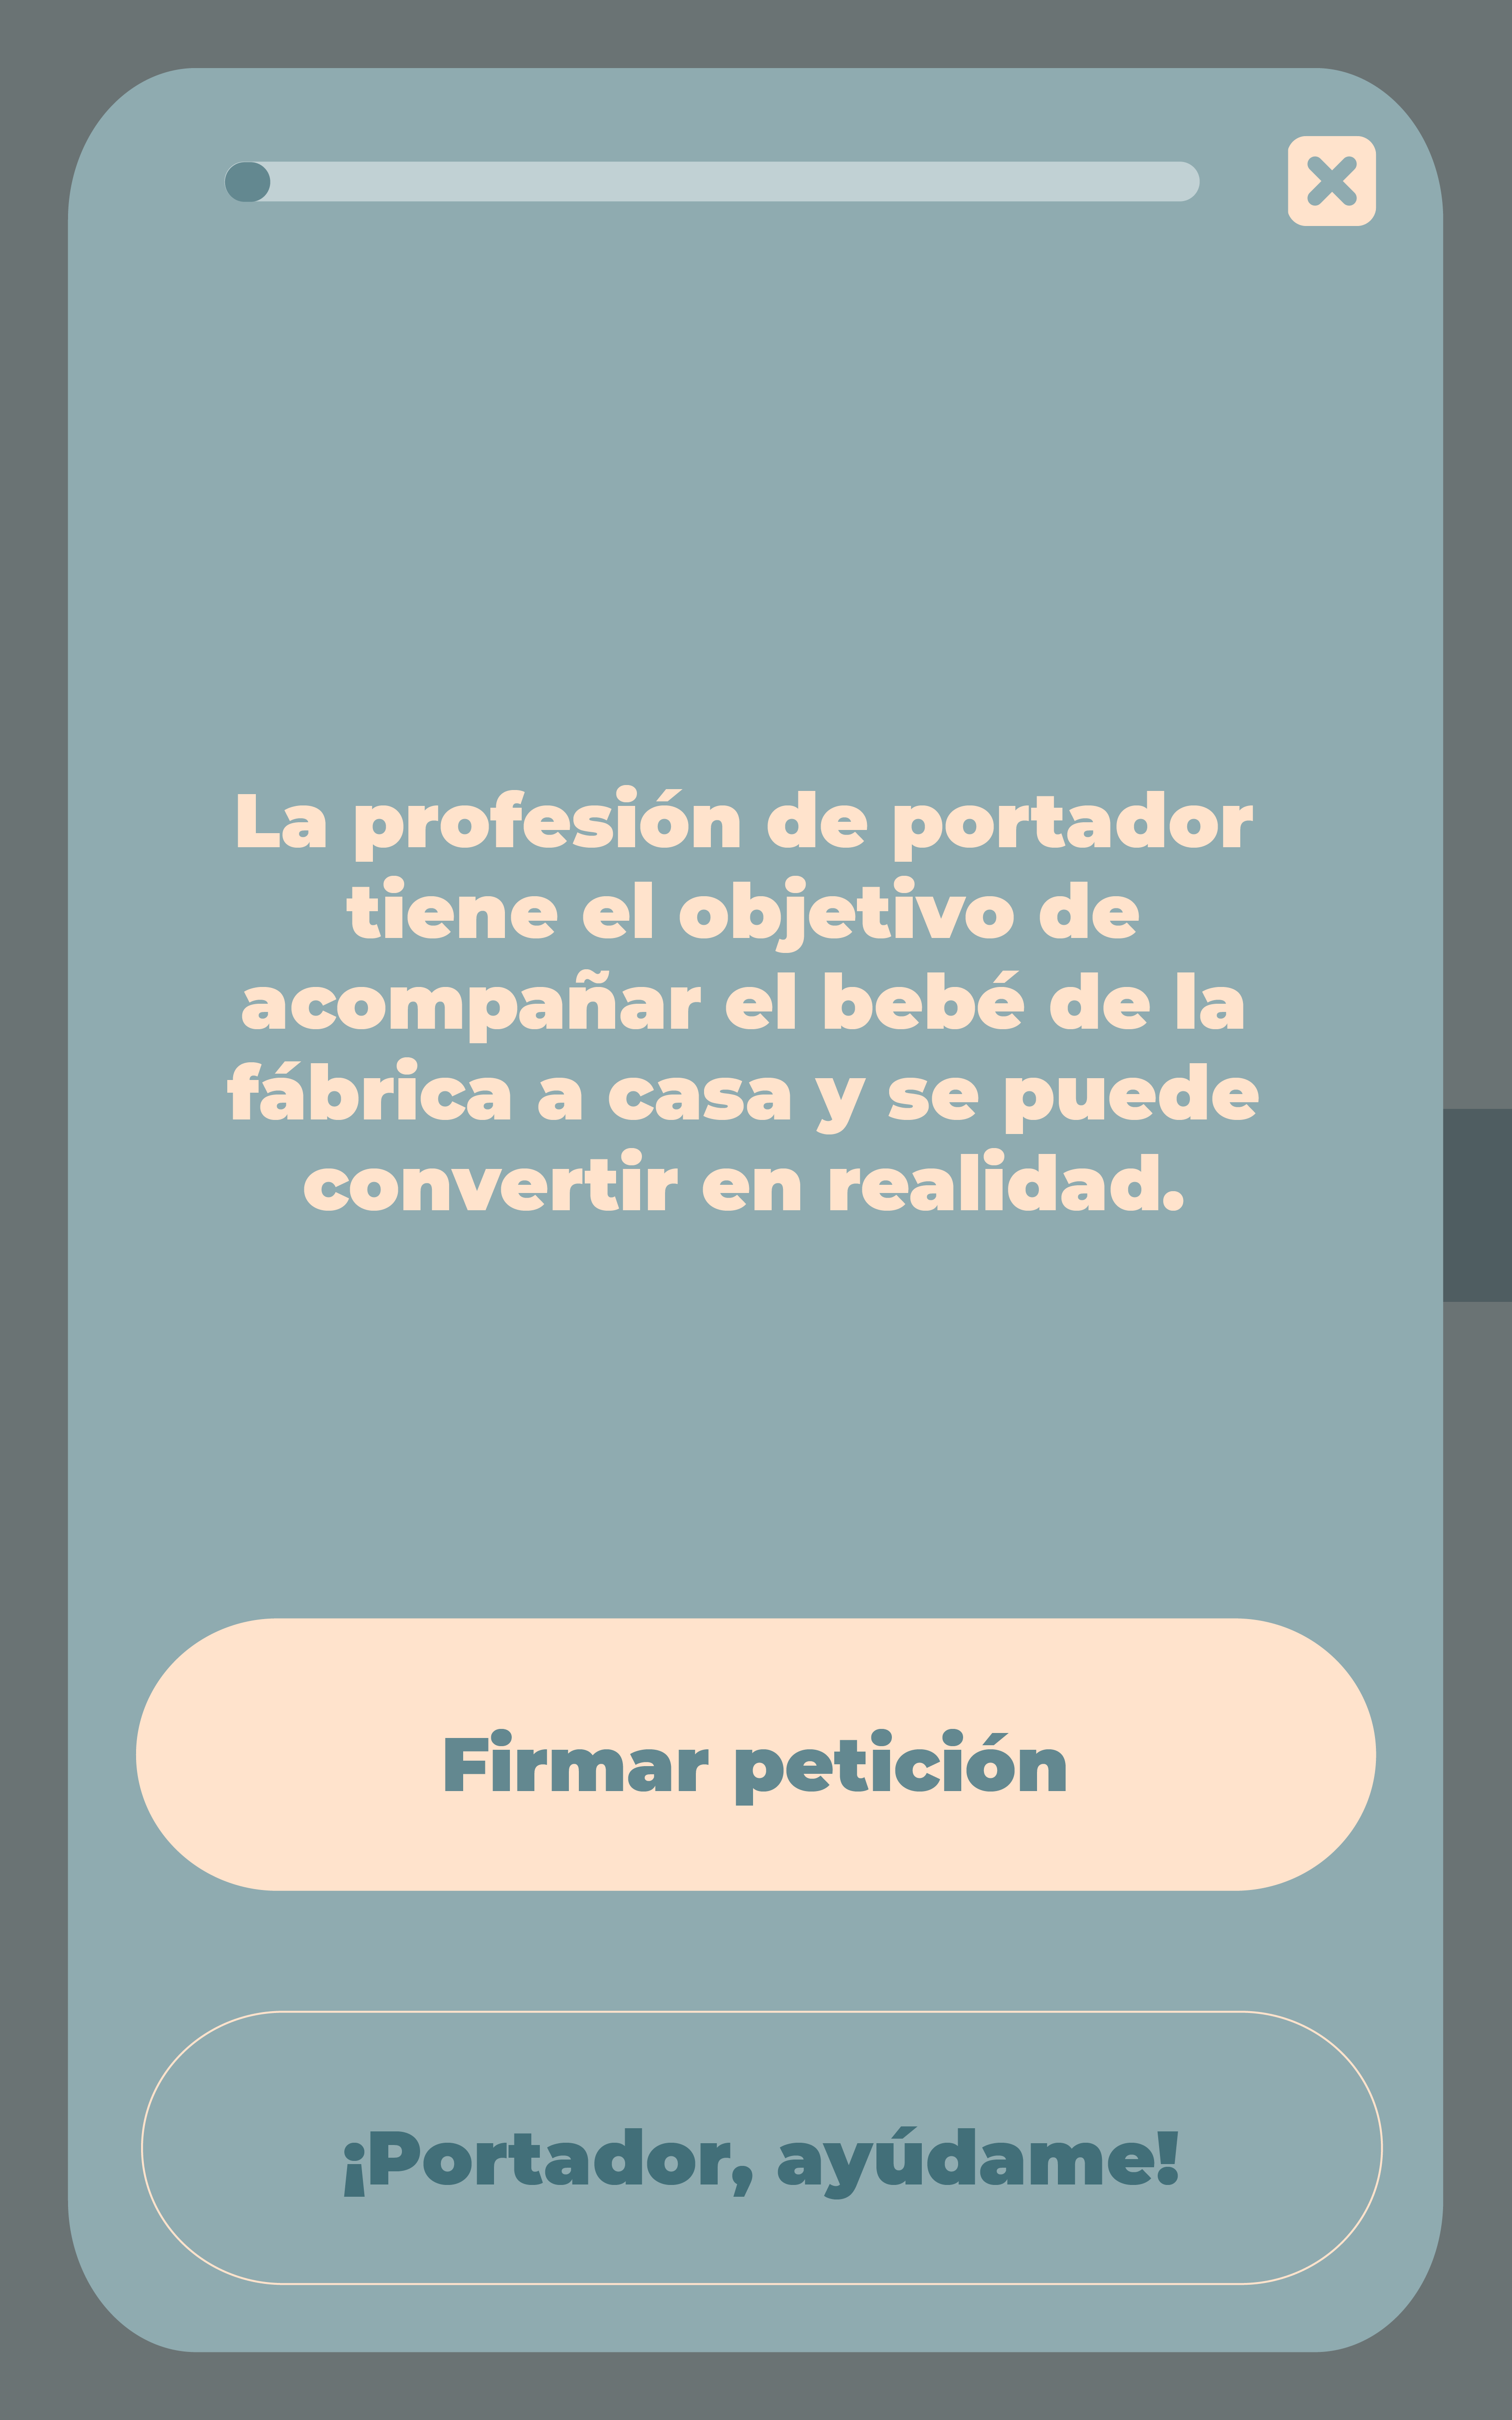 La profesión de portador
tiene el objetivo de
acompañar el bebé de la
fábrica a casa y se puede
convertir en realidad.
Firmar petición
¡Portador, ayúdame!